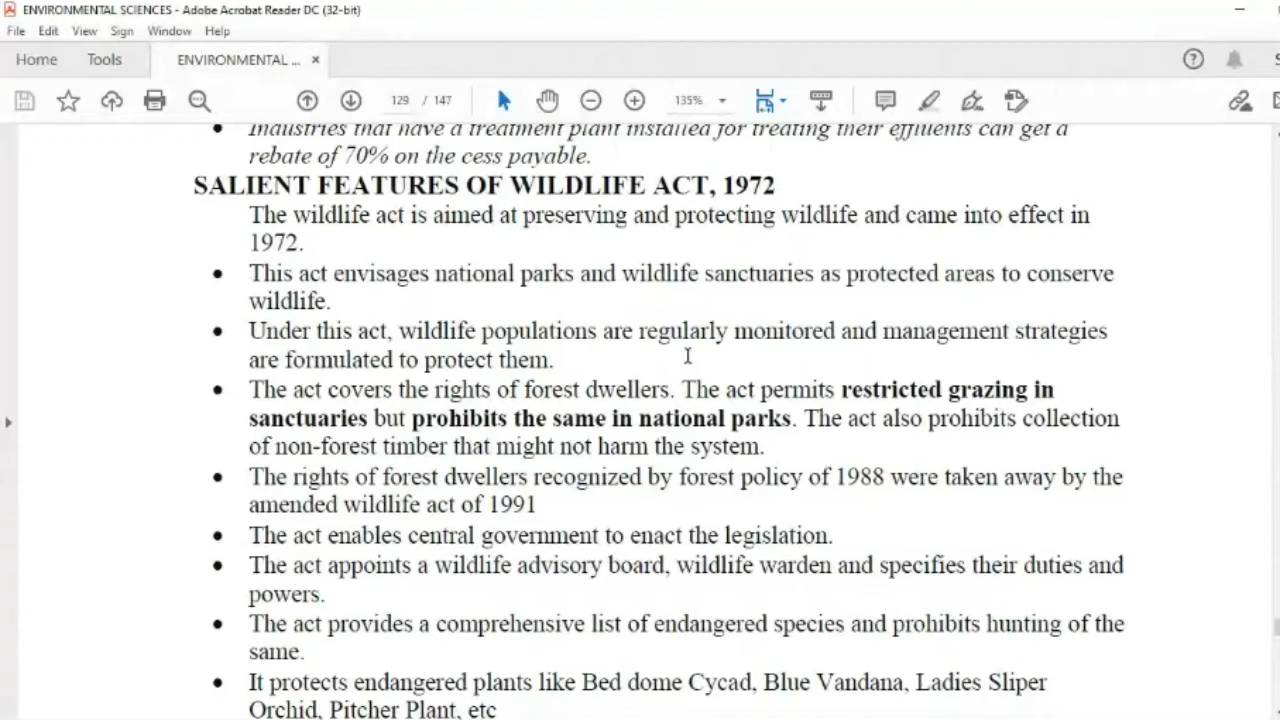 ENVIRONMENTAL SCIENCES - Adobe Acrobat Reader DC (32-bit)
File Edit View Sign Window Help
Home Tools ENVIRONMENTAL ... ×
129 / 147 135%
• Industries that have a treatment plant installed for treating their effluents can get a
rebate of 70% on the cess payable.
SALIENT FEATURES OF WILDLIFE ACT, 1972
The wildlife act is aimed at preserving and protecting wildlife and came into effect in
1972.
• This act envisages national parks and wildlife sanctuaries as protected areas to conserve
wildlife.
• Under this act, wildlife populations are regularly monitored and management strategies
are formulated to protect them.
• The act covers the rights of forest dwellers. The act permits restricted grazing in
sanctuaries but prohibits the same in national parks. The act also prohibits collection
of non-forest timber that might not harm the system.
• The rights of forest dwellers recognized by forest policy of 1988 were taken away by the
amended wildlife act of 1991
• The act enables central government to enact the legislation.
• The act appoints a wildlife advisory board, wildlife warden and specifies their duties and
powers.
• The act provides a comprehensive list of endangered species and prohibits hunting of the
same.
• It protects endangered plants like Bed dome Cycad, Blue Vandana, Ladies Sliper
Orchid, Pitcher Plant, etc